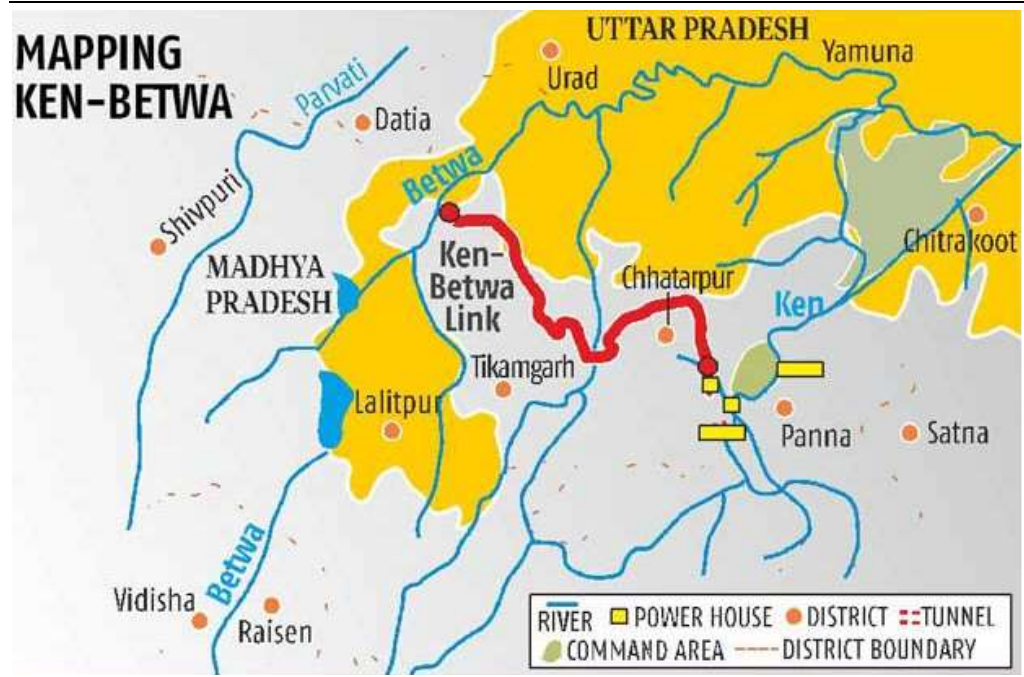 MAPPING
KEN-BETWA
UTTAR PRADESH
Yamuna
Urad
Parvati
Datia
Betwa
Shivpuri
Chitrakoot
MADHYA
PRADESH
Ken-
Betwa
Link
Chhatarpur
Ken
Tikamgarh
Lalitpur
Panna
Satna
Betwa
Vidisha
Raisen
RIVER POWER HOUSE DISTRICT TUNNEL
COMMAND AREA DISTRICT BOUNDARY